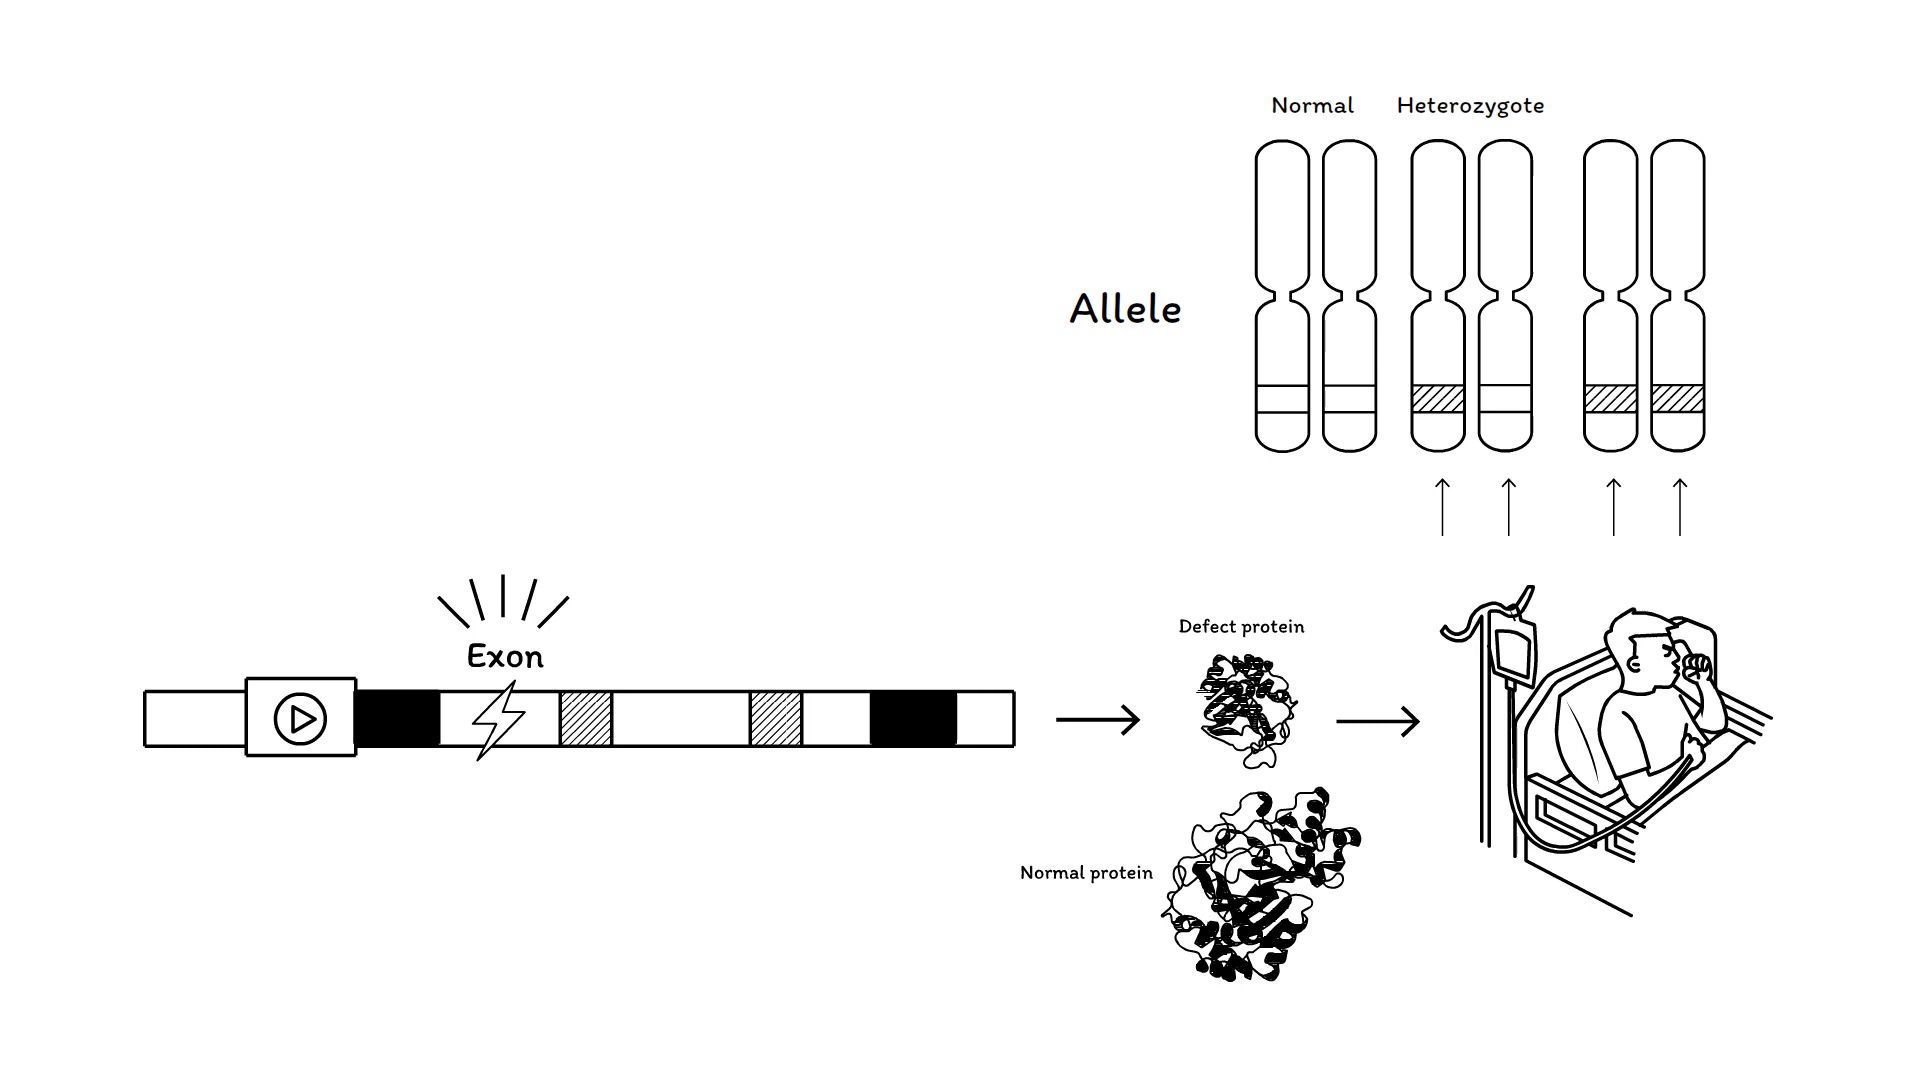 Normal
Heterozygote
Allele
Exon
Defect protein
Normal protein